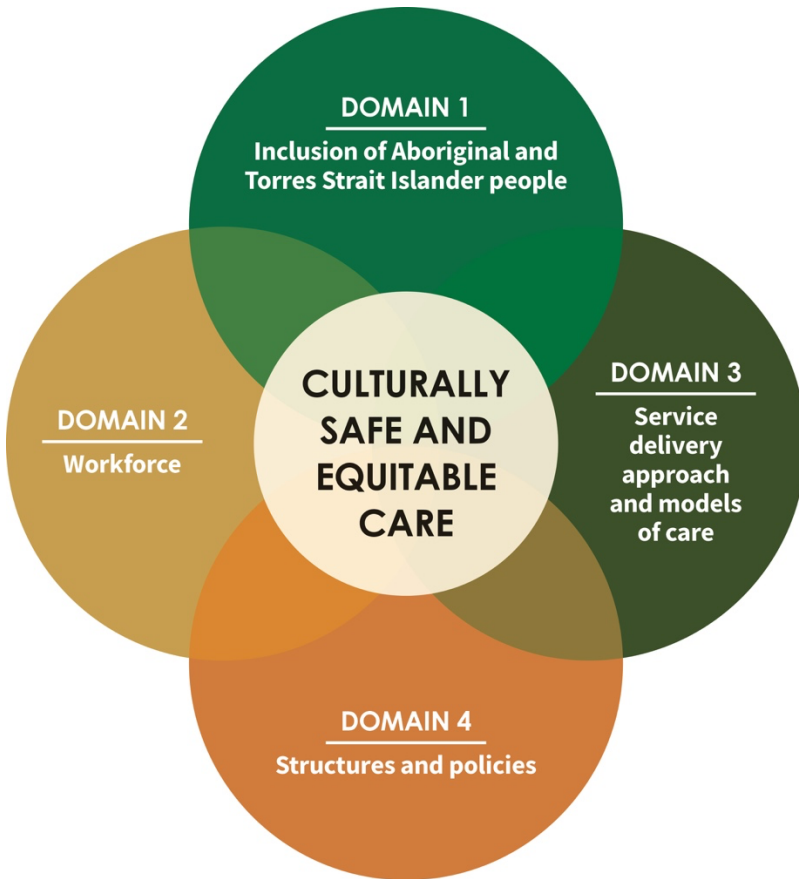 DOMAIN 1
Inclusion of Aboriginal and
Torres Strait Islander people
DOMAIN 2
Workforce
CULTURALLY
SAFE AND
EQUITABLE
CARE
DOMAIN 3
Service
delivery
approach
and models
of care
DOMAIN 4
Structures and policies